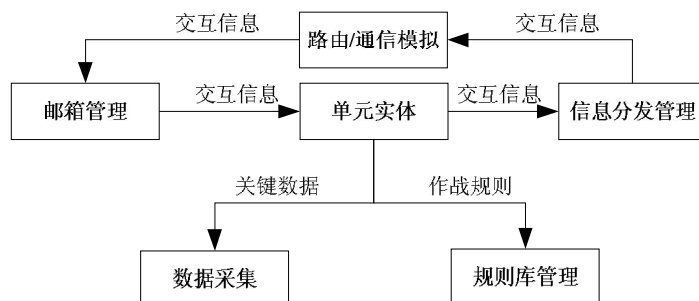 交互信息
交互信息
路由/通信模拟
邮箱管理
交互信息
单元实体
交互信息
信息分发管理
关键数据
作战规则
数据采集
规则库管理